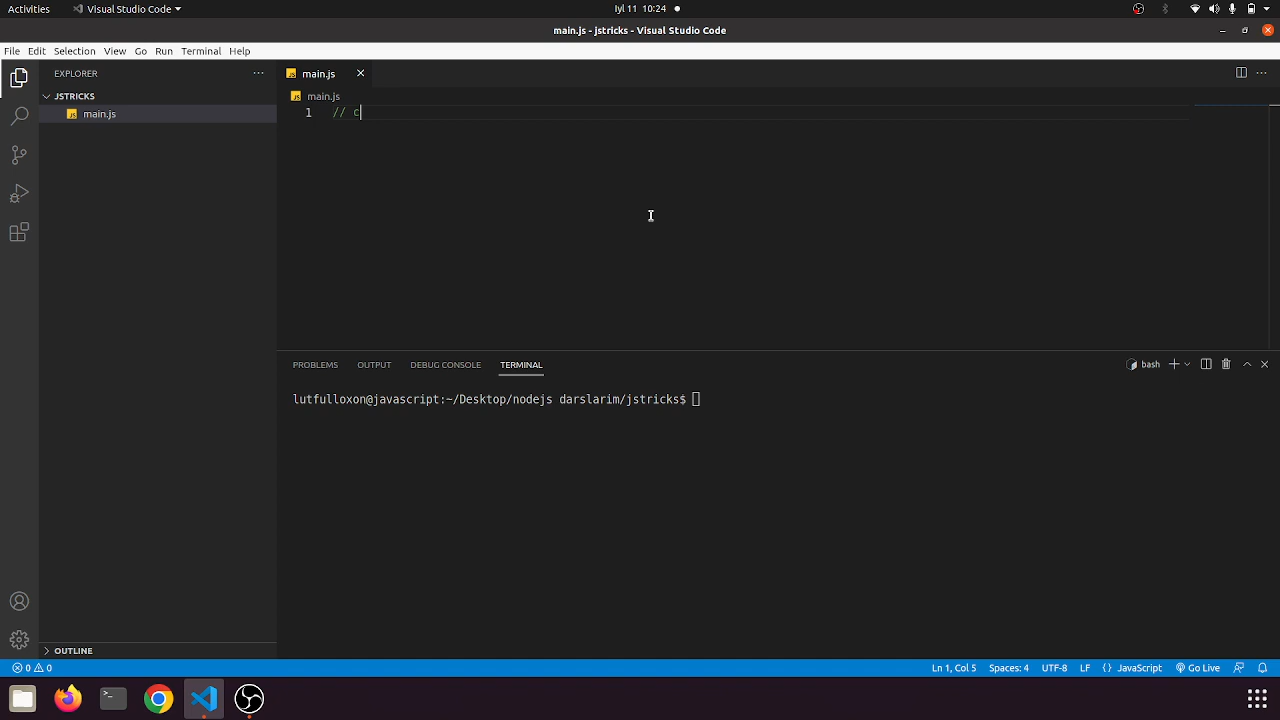 Activities
Visual Studio Code
Iyl 11 10:24
main.js - jstricks - Visual Studio Code
File Edit Selection View Go Run Terminal Help
EXPLORER
JSTRICKS
JS main.js
JS main.js
JS main.js
1 // c
PROBLEMS OUTPUT DEBUG CONSOLE TERMINAL
bash
lutfulloxon@javascript:~/Desktop/nodejs darslarim/jstricks$
OUTLINE
0 0
Ln 1, Col 5 Spaces: 4 UTF-8 LF {} JavaScript Go Live